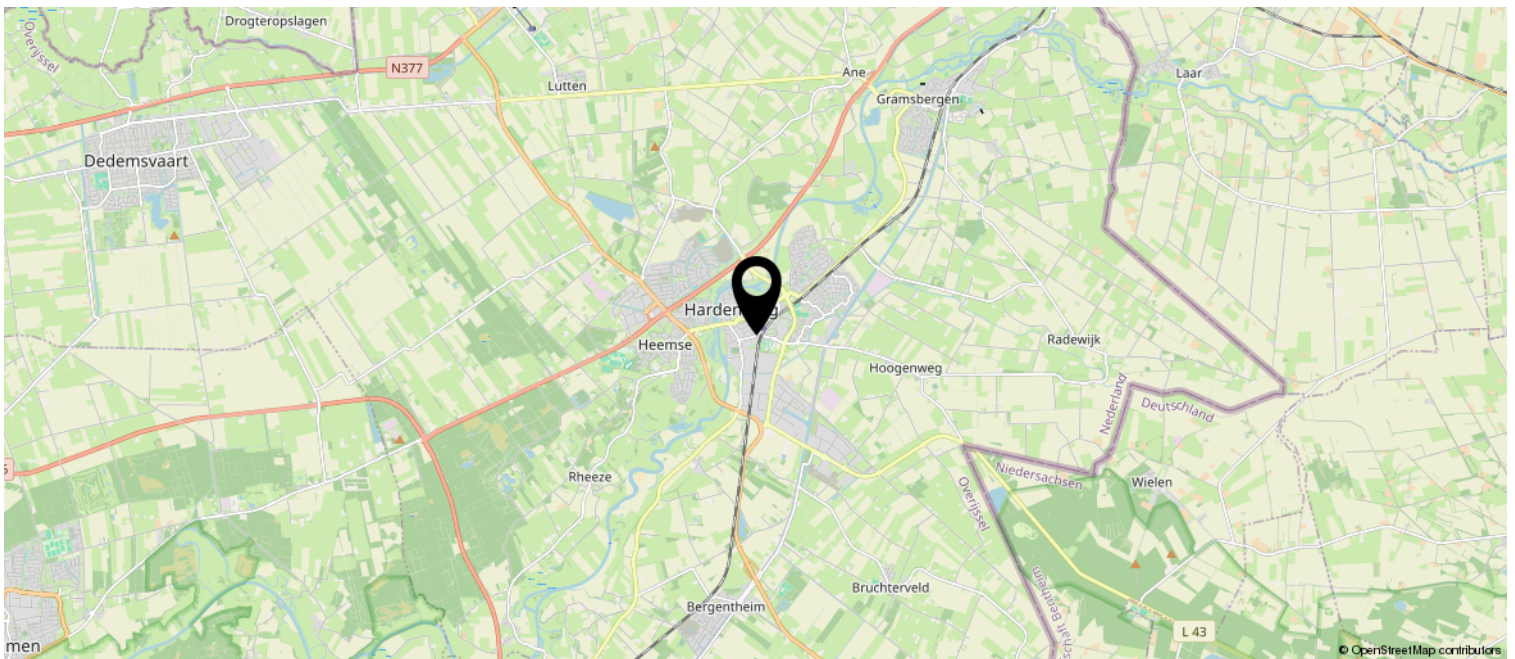 Drogteropslagen
Overijssel
N377
Ane
Laar
Lutten
Gramsbergen
Dedemsvaart
Heemse
Radewijk
Hoogenweg
Nederland
Deutschland
Rheeze
Niedersachsen
Wielen
Overijssel
Bruchterveld
Bergentheim
L 43
© OpenStreetMap contributors